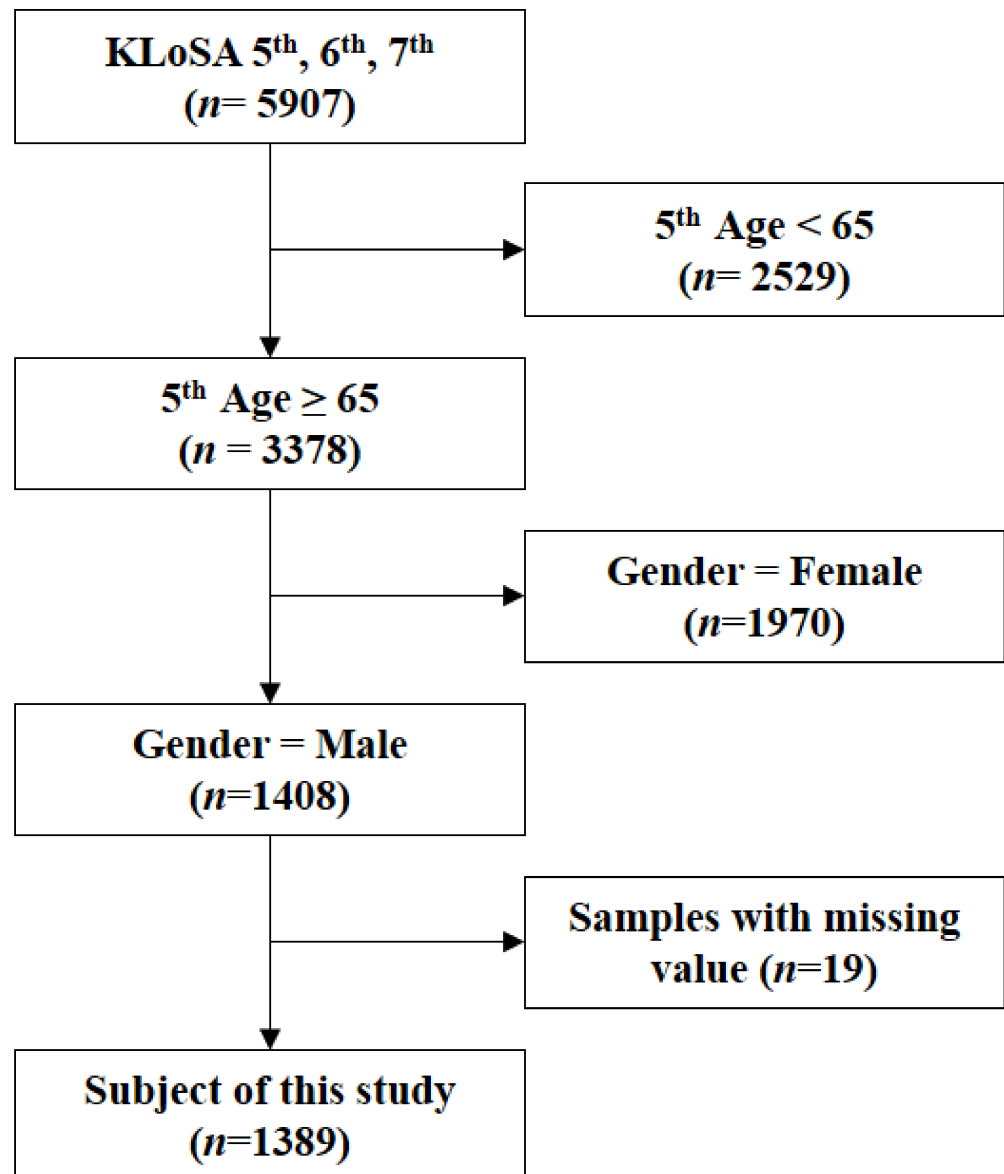 KLoSA 5th, 6th, 7th
(n= 5907)
5th Age < 65
(n= 2529)
5th Age ≥ 65
(n = 3378)
Gender = Female
(n=1970)
Gender = Male
(n=1408)
Samples with missing
value (n=19)
Subject of this study
(n=1389)